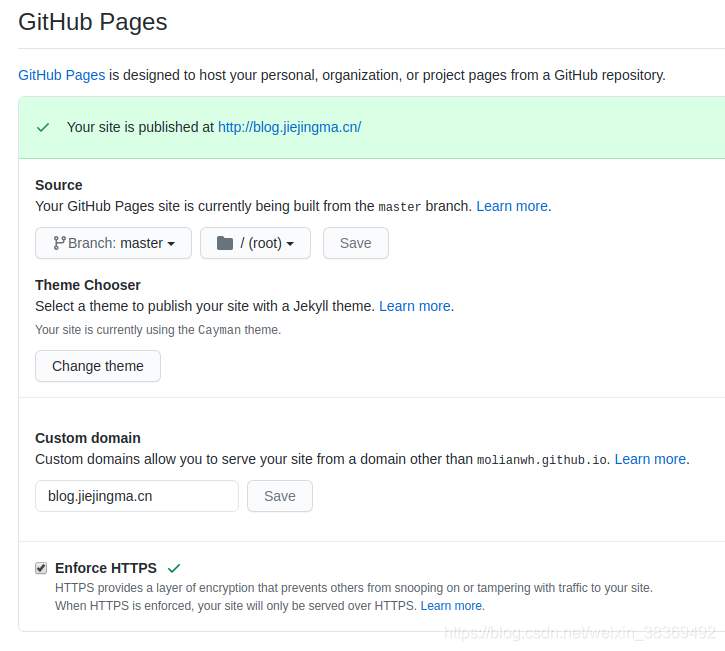 GitHub Pages
GitHub Pages is designed to host your personal, organization, or project pages from a GitHub repository.
Your site is published at http://blog.jiejingma.cn/
Source
Your GitHub Pages site is currently being built from the master branch. Learn more.
Branch: master / (root) Save
Theme Chooser
Select a theme to publish your site with a Jekyll theme. Learn more.
Your site is currently using the Cayman theme.
Change theme
Custom domain
Custom domains allow you to serve your site from a domain other than molianwh.github.io. Learn more.
blog.jiejingma.cn Save
Enforce HTTPS
HTTPS provides a layer of encryption that prevents others from snooping on or tampering with traffic to your site.
When HTTPS is enforced, your site will only be served over HTTPS. Learn more.
https://blog.csdn.net/weixin_38369492